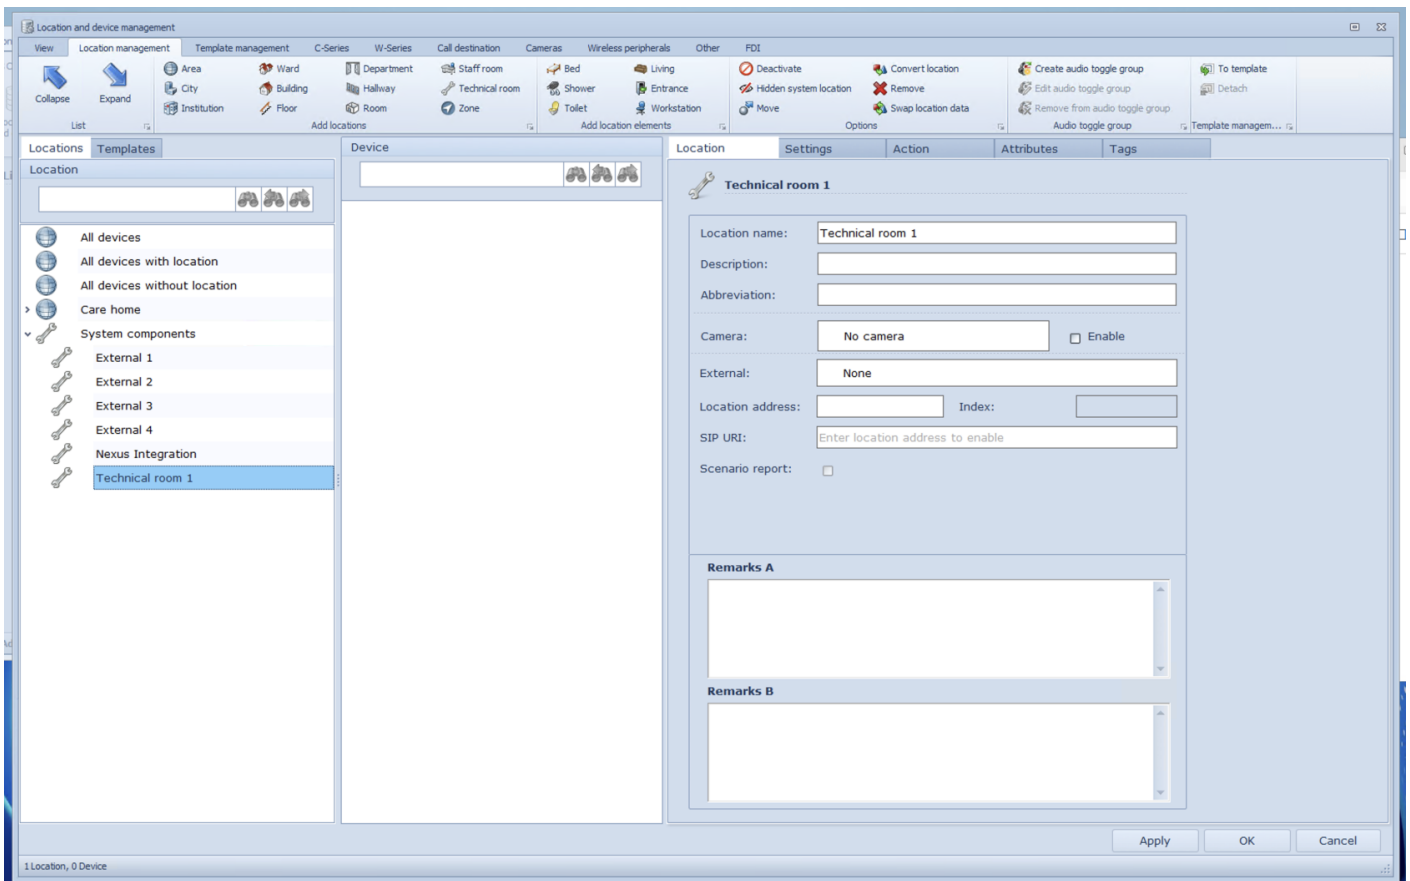 Location and device management
View Location management Template management C-Series W-Series Call destination Cameras Wireless peripherals Other FDI
Collapse Expand
List
Area Ward Department Staff room
City Building Hallway Technical room
Institution Floor Room Zone
Add locations
Bed Living
Shower Entrance
Toilet Workstation
Add location elements
Deactivate Convert location
Hidden system location Remove
Move Swap location data
Options
Create audio toggle group
Edit audio toggle group
Remove from audio toggle group
Audio toggle group
To template
Detach
Template managem...
Locations Templates
Location
All devices
All devices with location
All devices without location
Care home
System components
External 1
External 2
External 3
External 4
Nexus Integration
Technical room 1
Device
Location Settings Action Attributes Tags
Technical room 1
Location name: Technical room 1
Description:
Abbreviation:
Camera: No camera Enable
External: None
Location address: Index:
SIP URI: Enter location address to enable
Scenario report:
Remarks A
Remarks B
Apply OK Cancel
1 Location, 0 Device